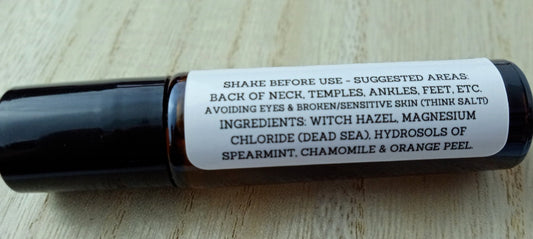 SHAKE BEFORE USE - SUGGESTED AREAS:
BACK OF NECK, TEMPLES, ANKLES, FEET, ETC.
AVOIDING EYES & BROKEN/SENSITIVE SKIN (THINK SALT!)
INGREDIENTS: WITCH HAZEL, MAGNESIUM
CHLORIDE (DEAD SEA), HYDROSOLS OF
SPEARMINT, CHAMOMILE & ORANGE PEEL.